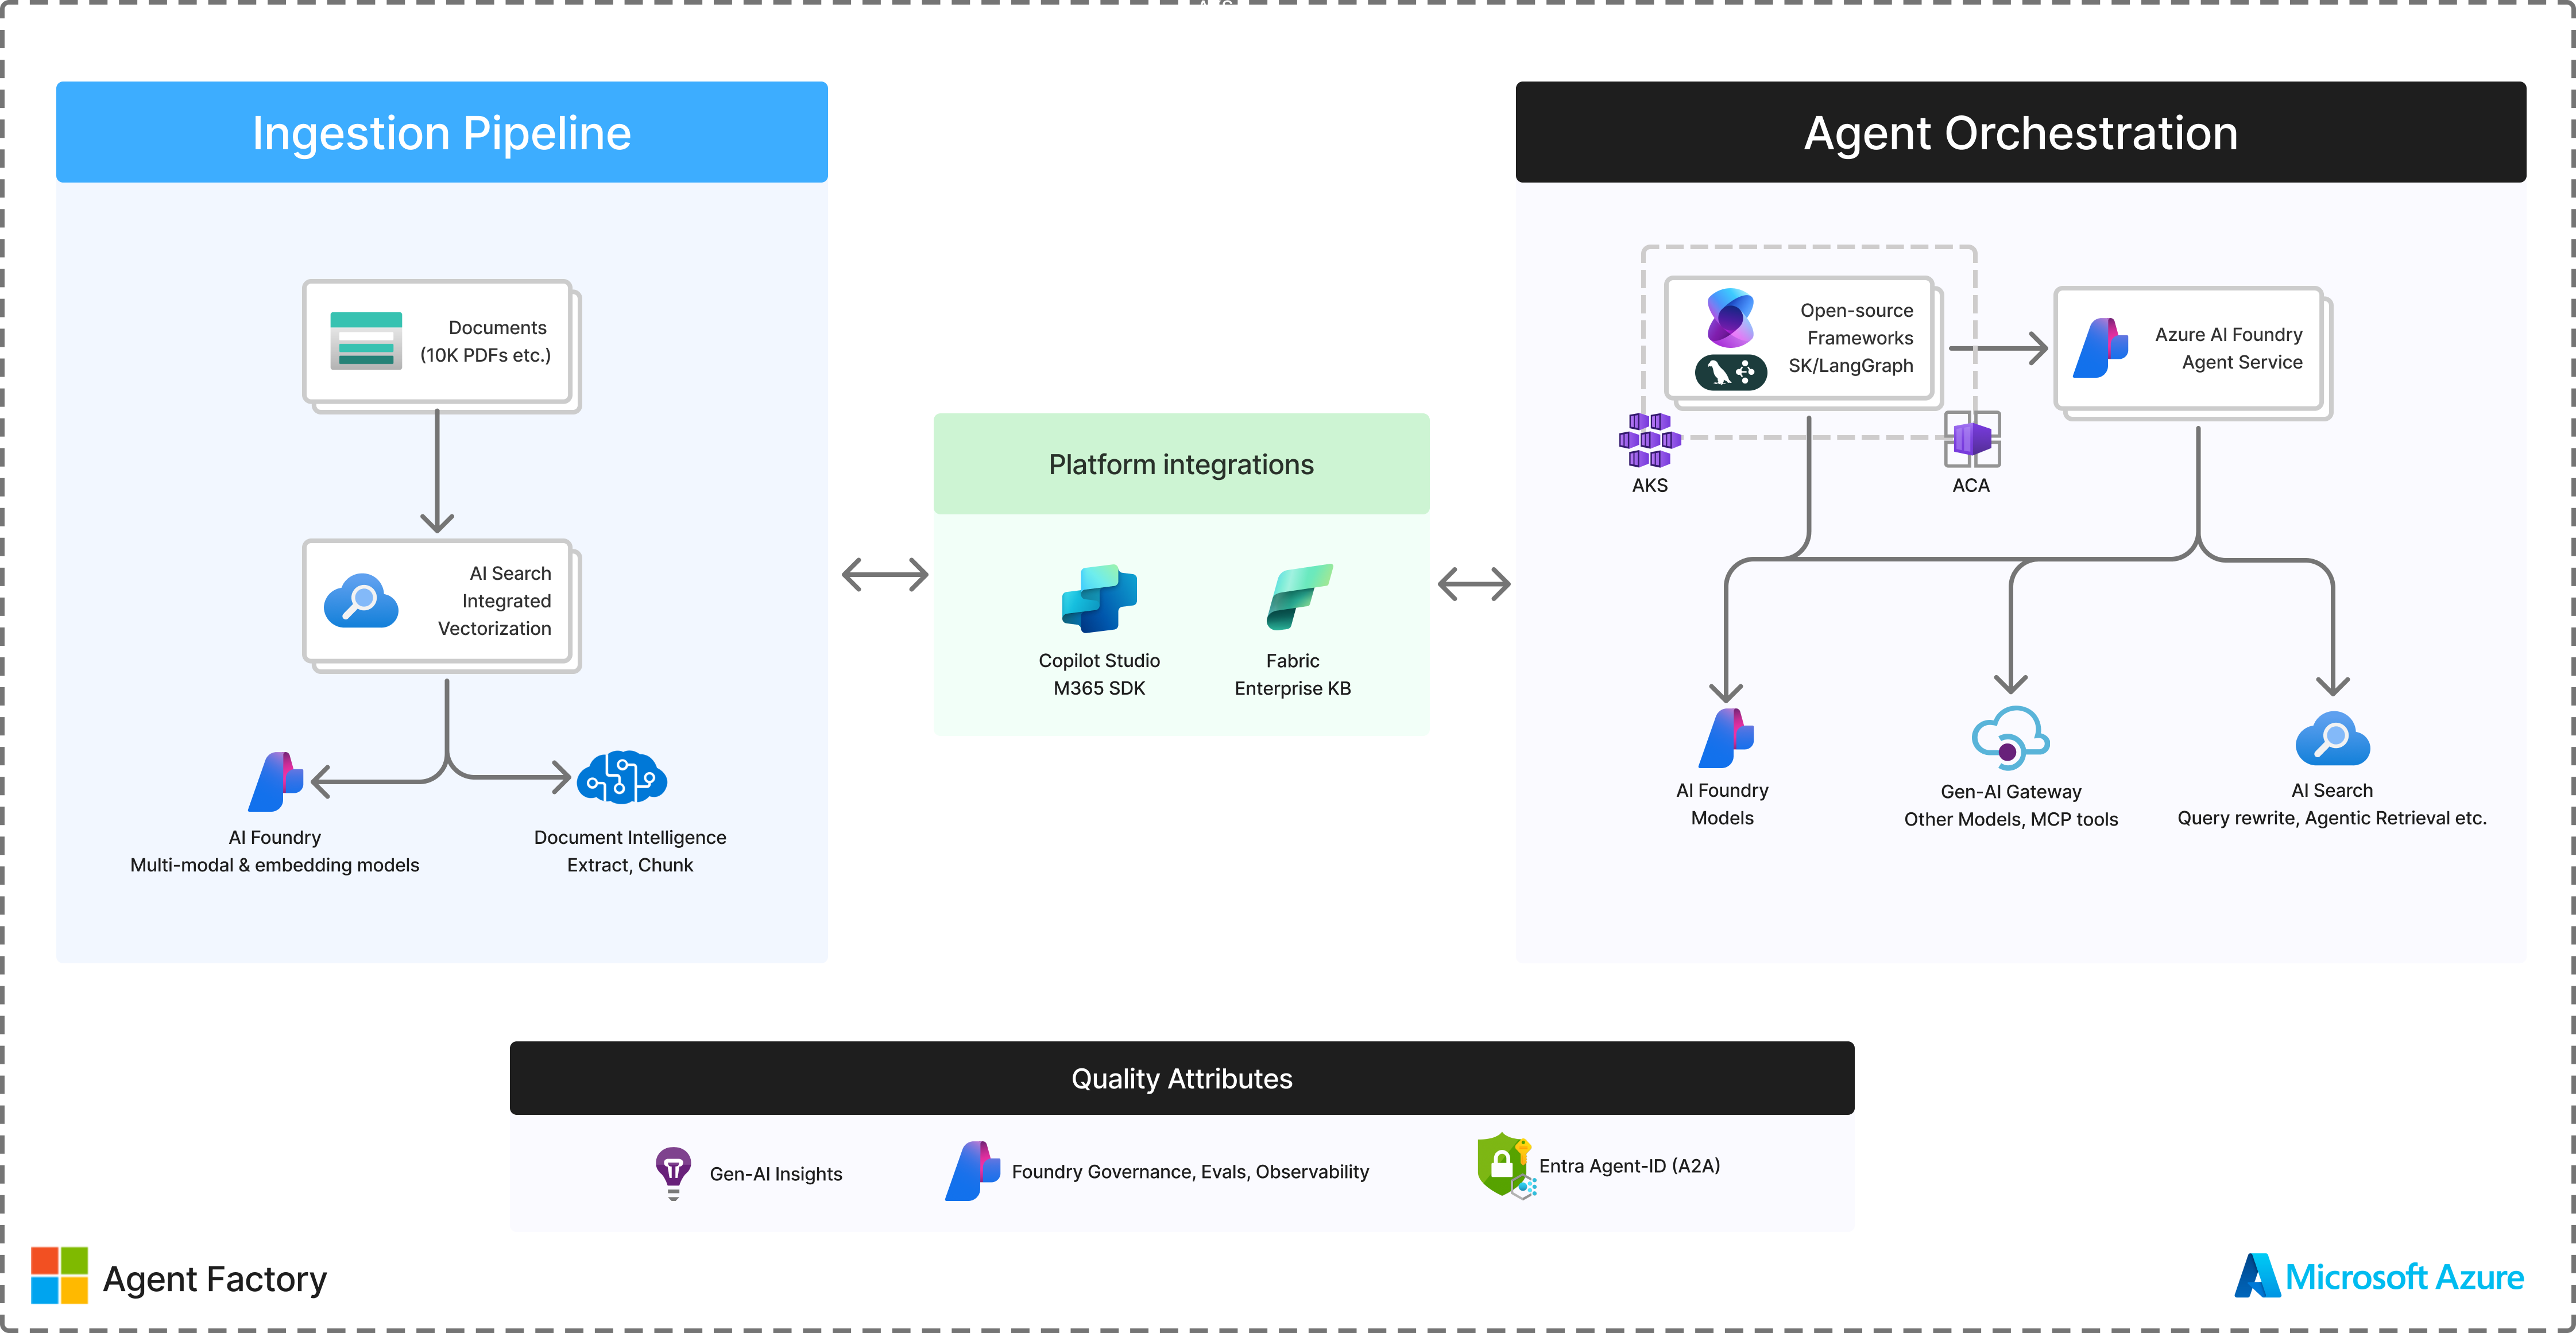 Ingestion Pipeline
Documents
(10K PDFs etc.)
AI Search
Integrated
Vectorization
AI Foundry
Multi-modal & embedding models
Document Intelligence
Extract, Chunk
Platform integrations
Copilot Studio
M365 SDK
Fabric
Enterprise KB
Agent Orchestration
Open-source
Frameworks
SK/LangGraph
Azure AI Foundry
Agent Service
AKS
ACA
AI Foundry
Models
Gen-AI Gateway
Other Models, MCP tools
AI Search
Query rewrite, Agentic Retrieval etc.
Quality Attributes
Gen-AI Insights
Foundry Governance, Evals, Observability
Entra Agent-ID (A2A)
Agent Factory
Microsoft Azure